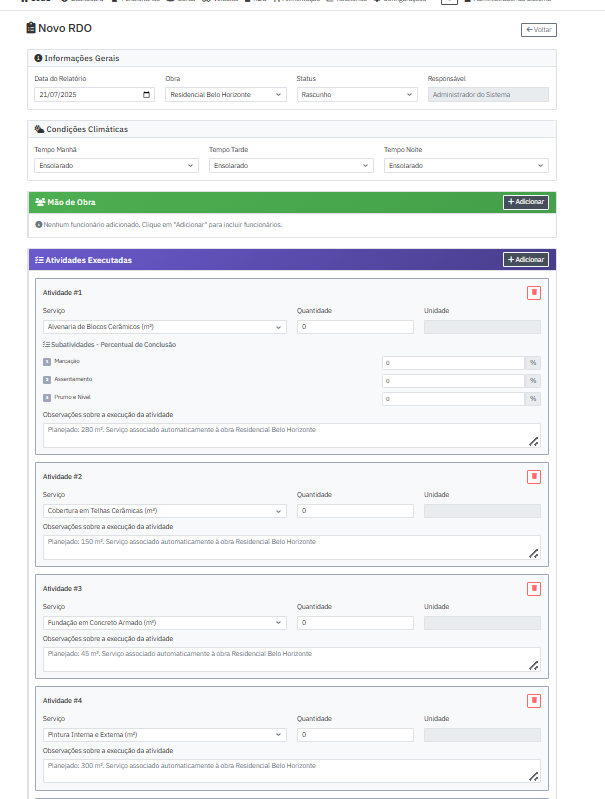 Novo RDO
Voltar
Informações Gerais
Data do Relatório
Obra
Status
Responsável
21/07/2025
Residencial Belo Horizonte
Rascunho
Administrador do Sistema
Condições Climáticas
Tempo Manhã
Tempo Tarde
Tempo Noite
Ensolarado
Ensolarado
Ensolarado
Mão de Obra
+ Adicionar
Nenhum funcionário adicionado. Clique em "Adicionar" para incluir funcionários.
Atividades Executadas
+ Adicionar
Atividade #1
Serviço
Quantidade
Unidade
Alvenaria de Blocos Cerâmicos (m²)
0
Subatividades - Percentual de Conclusão
Marcação
0
%
Assentamento
0
%
Prumo e Nível
0
%
Observações sobre a execução da atividade
Planejado: 280 m². Serviço associado automaticamente à obra Residencial Belo Horizonte
Atividade #2
Serviço
Quantidade
Unidade
Cobertura em Telhas Cerâmicas (m²)
0
Observações sobre a execução da atividade
Planejado: 150 m². Serviço associado automaticamente à obra Residencial Belo Horizonte
Atividade #3
Serviço
Quantidade
Unidade
Fundação em Concreto Armado (m³)
0
Observações sobre a execução da atividade
Planejado: 45 m³. Serviço associado automaticamente à obra Residencial Belo Horizonte
Atividade #4
Serviço
Quantidade
Unidade
Pintura Interna e Externa (m²)
0
Observações sobre a execução da atividade
Planejado: 300 m². Serviço associado automaticamente à obra Residencial Belo Horizonte